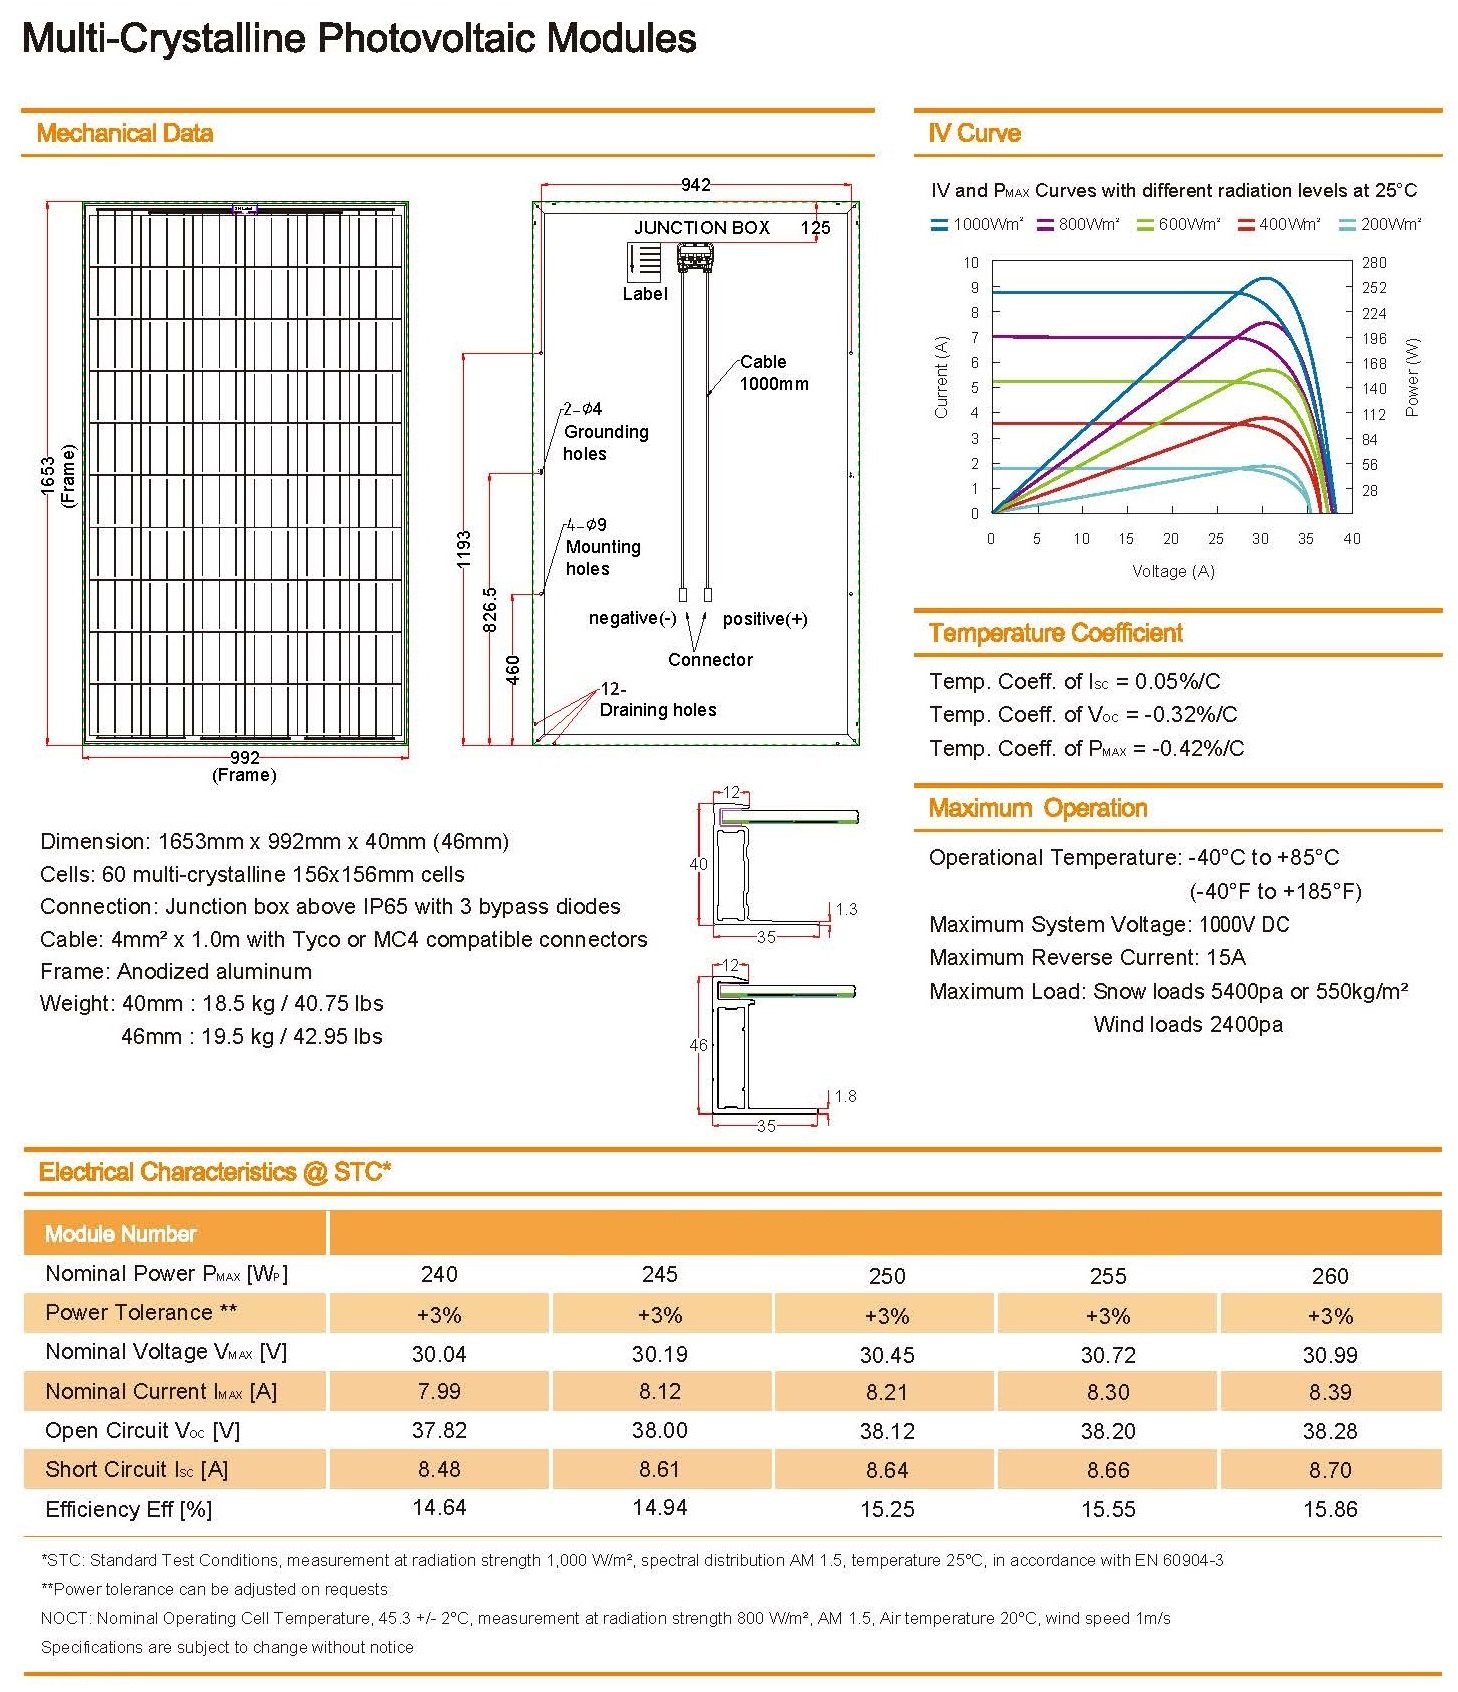 Multi-Crystalline Photovoltaic Modules
Mechanical Data
1653
(Frame)
992
(Frame)
942
JUNCTION BOX 125
Label
Cable
1000mm
2-Ø4
Grounding
holes
4-Ø9
Mounting
holes
1193
826.5
460
negative(-) positive(+)
Connector
12-
Draining holes
Dimension: 1653mm x 992mm x 40mm (46mm)
Cells: 60 multi-crystalline 156x156mm cells
Connection: Junction box above IP65 with 3 bypass diodes
Cable: 4mm² x 1.0m with Tyco or MC4 compatible connectors
Frame: Anodized aluminum
Weight: 40mm : 18.5 kg / 40.75 lbs
46mm : 19.5 kg / 42.95 lbs
12
40
1.3
35
12
46
1.8
35
IV Curve
IV and PMAX Curves with different radiation levels at 25°C
1000Wm² 800Wm² 600Wm² 400Wm² 200Wm²
10 280
9 252
8 224
7 196
6 168
5 140
4 112
3 84
2 56
1 28
0
Current (A)
Power (W)
0 5 10 15 20 25 30 35 40
Voltage (A)
Temperature Coefficient
Temp. Coeff. of ISC = 0.05%/C
Temp. Coeff. of VOC = -0.32%/C
Temp. Coeff. of PMAX = -0.42%/C
Maximum Operation
Operational Temperature: -40°C to +85°C
(-40°F to +185°F)
Maximum System Voltage: 1000V DC
Maximum Reverse Current: 15A
Maximum Load: Snow loads 5400pa or 550kg/m²
Wind loads 2400pa
Electrical Characteristics @ STC*
Module Number
Nominal Power PMAX [WP] 240 245 250 255 260
Power Tolerance ** +3% +3% +3% +3% +3%
Nominal Voltage VMAX [V] 30.04 30.19 30.45 30.72 30.99
Nominal Current IMAX [A] 7.99 8.12 8.21 8.30 8.39
Open Circuit VOC [V] 37.82 38.00 38.12 38.20 38.28
Short Circuit ISC [A] 8.48 8.61 8.64 8.66 8.70
Efficiency Eff [%] 14.64 14.94 15.25 15.55 15.86
*STC: Standard Test Conditions, measurement at radiation strength 1,000 W/m², spectral distribution AM 1.5, temperature 25°C, in accordance with EN 60904-3
**Power tolerance can be adjusted on requests
NOCT: Nominal Operating Cell Temperature, 45.3 +/- 2°C, measurement at radiation strength 800 W/m², AM 1.5, Air temperature 20°C, wind speed 1m/s
Specifications are subject to change without notice